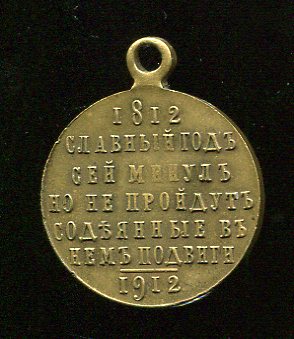 1812
СЛАВНЫЙ ГОДЪ
СЕЙ МИНУЛЪ
НО НЕ ПРОЙДУТЪ
СОДѢЯННЫЕ ВЪ
НЕМЪ ПОДВИГИ
1912